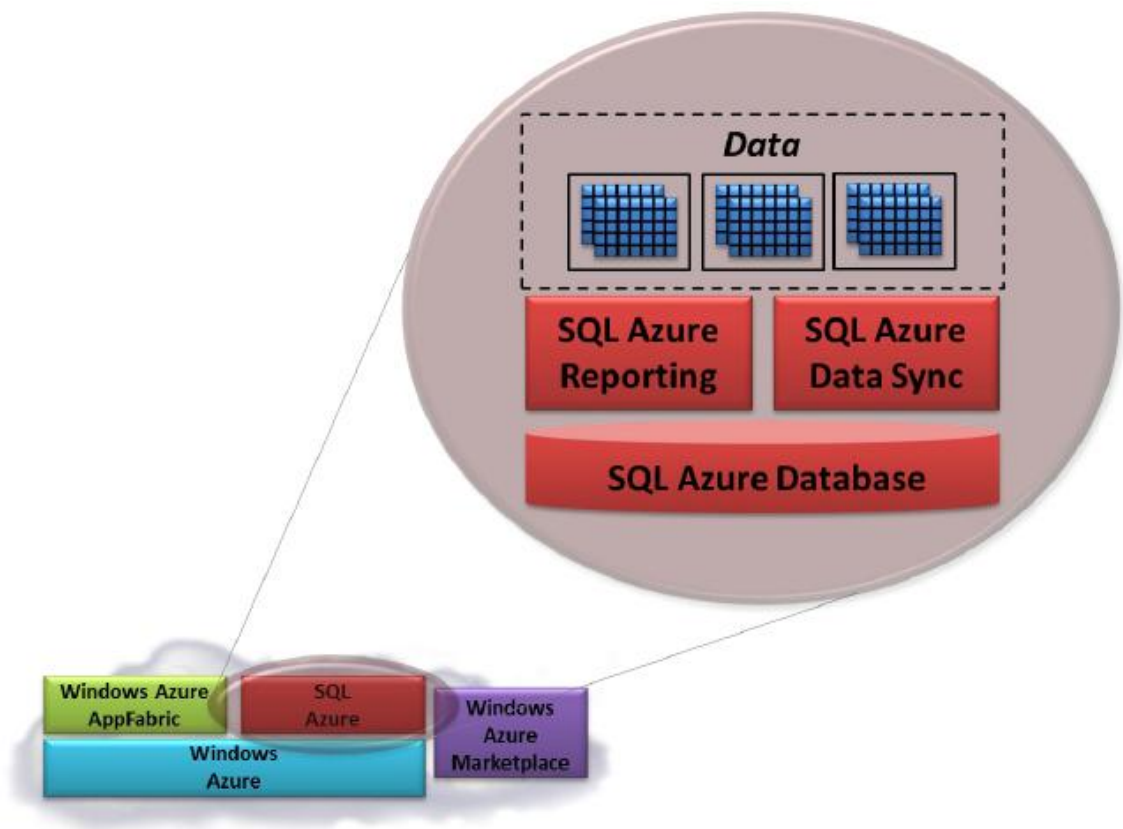 Data
SQL Azure
Reporting
SQL Azure
Data Sync
SQL Azure Database
Windows Azure
AppFabric
SQL
Azure
Windows
Azure
Marketplace
Windows
Azure